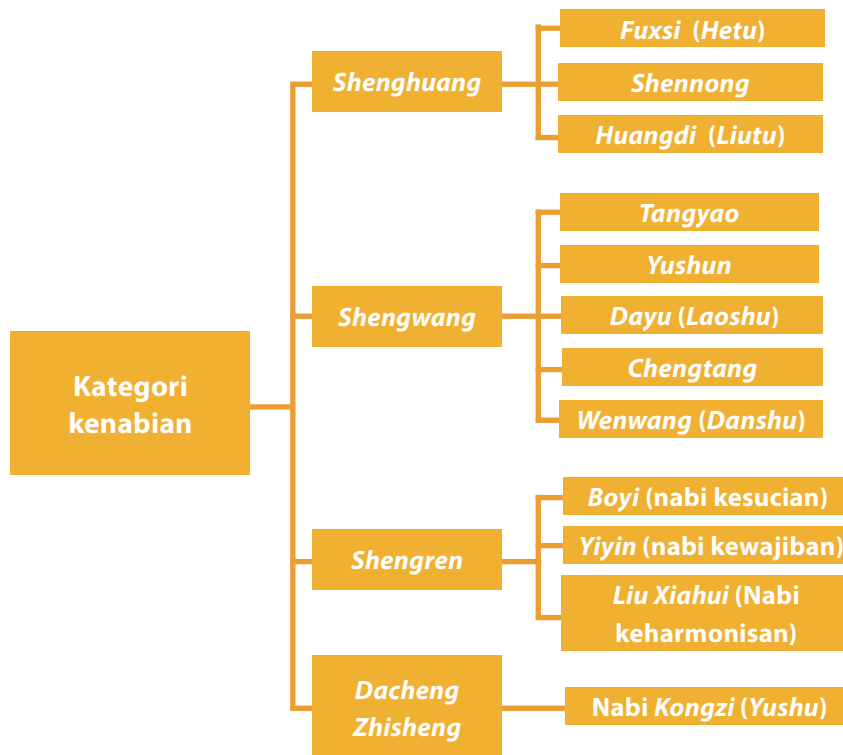 Kategori
kenabian
Shenghuang
Fuxsi (Hetu)
Shennong
Huangdi (Liutu)
Shengwang
Tangyao
Yushun
Dayu (Laoshu)
Chengtang
Wenwang (Danshu)
Shengren
Boyi (nabi kesucian)
Yiyin (nabi kewajiban)
Liu Xiahui (Nabi
keharmonisan)
Dacheng
Zhisheng
Nabi Kongzi (Yushu)